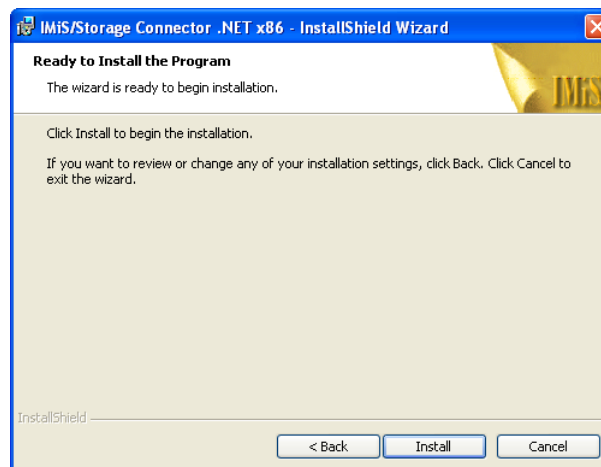 IMiS/Storage Connector .NET x86 - InstallShield Wizard
Ready to Install the Program
The wizard is ready to begin installation.
IMiS
Click Install to begin the installation.
If you want to review or change any of your installation settings, click Back. Click Cancel to
exit the wizard.
InstallShield
< Back
Install
Cancel